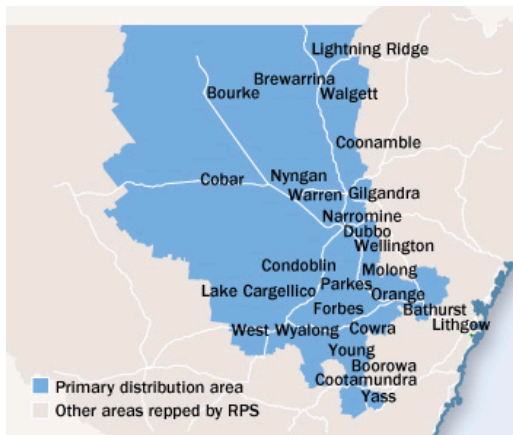 Lightning Ridge
Brewarrina
Bourke
Walgett
Coonamble
Nyngan
Cobar
Warren
Gilgandra
Narromine
Dubbo
Wellington
Condoblin
Molong
Parkes
Lake Cargellico
Orange
Forbes
Bathurst
Lithgow
West Wyalong
Cowra
Young
Boorowa
Cootamundra
Yass
Primary distribution area
Other areas repped by RPS